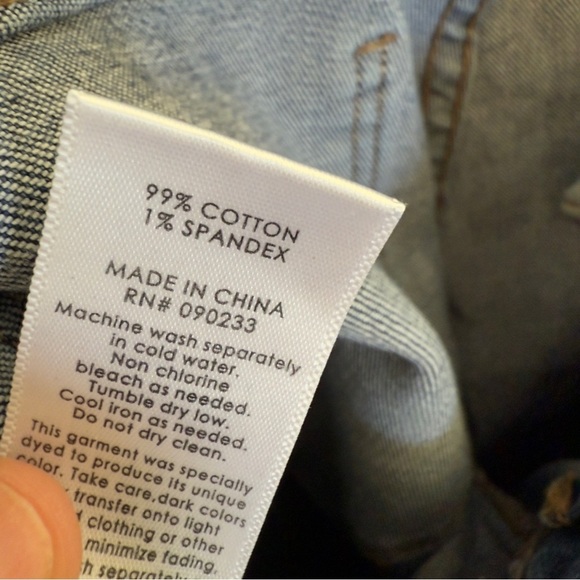 99% COTTON
1% SPANDEX
MADE IN CHINA
RN# 090233
Machine wash separately
in cold water.
Non chlorine
bleach as needed.
Tumble dry low.
Cool iron as needed.
Do not dry clean.
This garment was specially
dyed to produce its unique
color. Take care,dark colors
transfer onto light
clothing or other
minimize fading.
separately